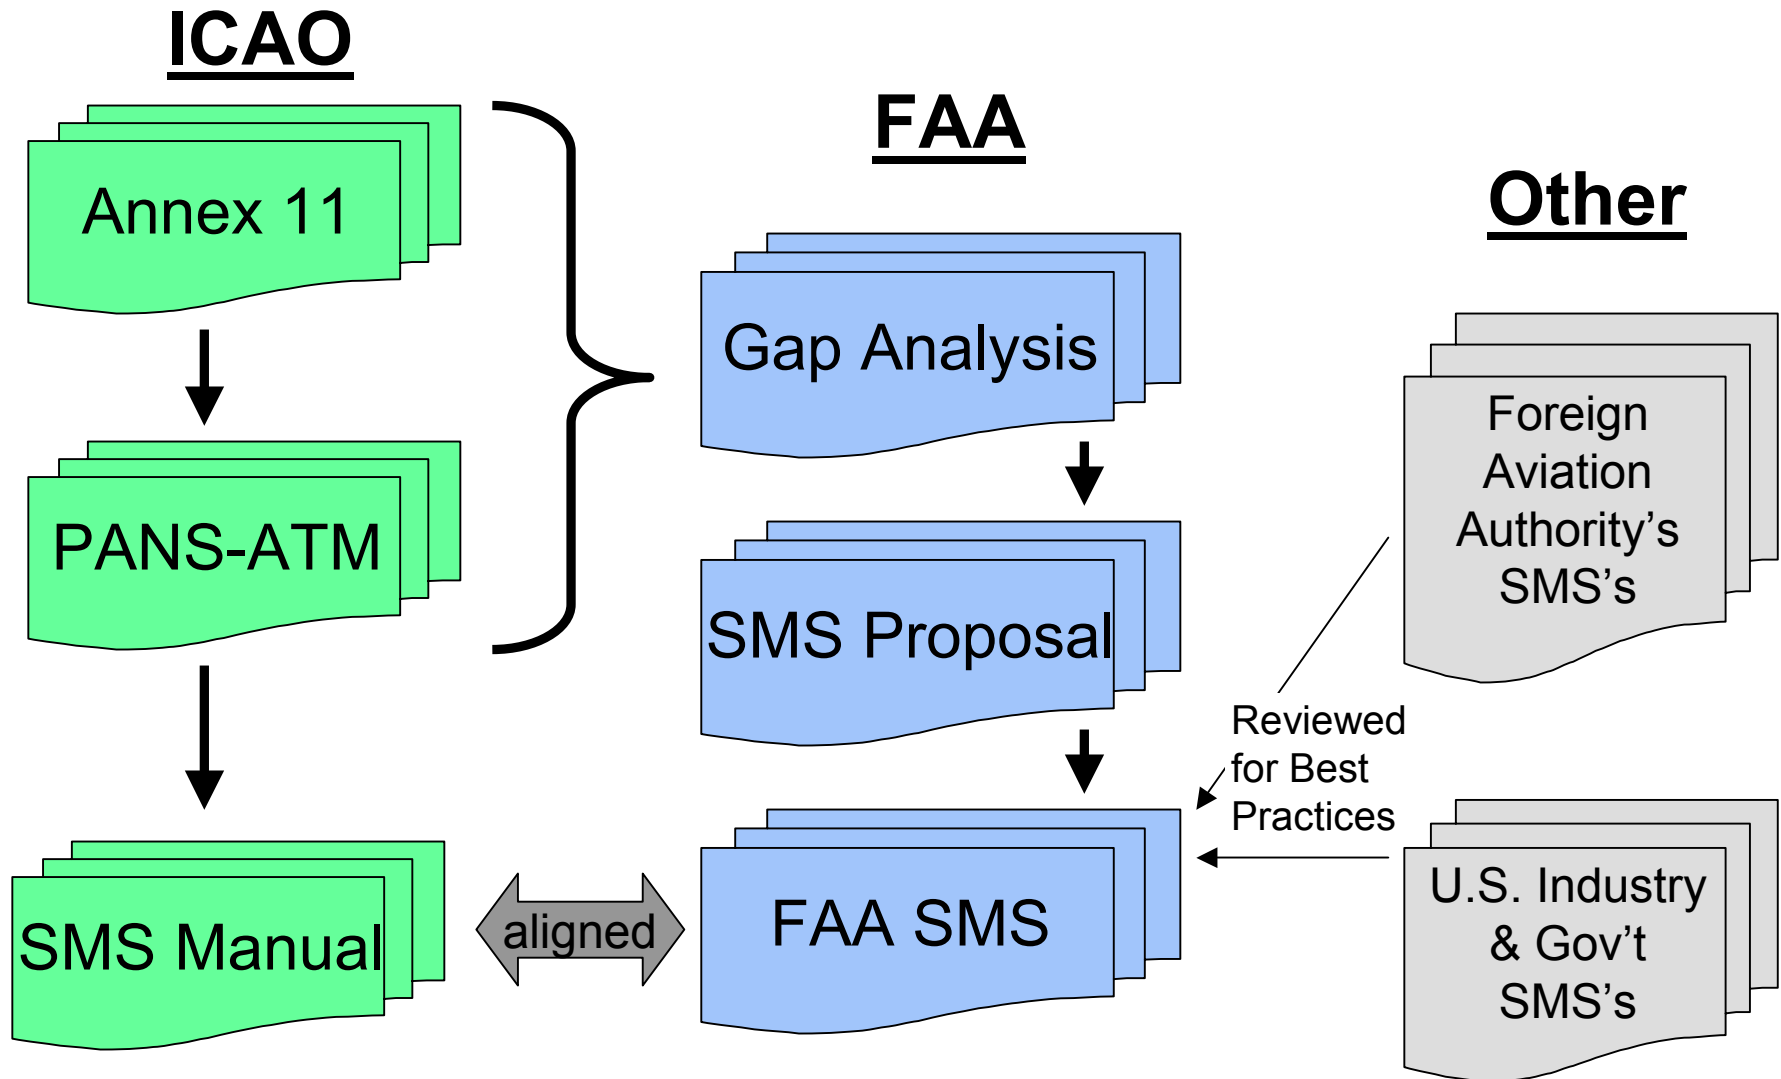 ICAO
Annex 11
PANS-ATM
SMS Manual
aligned
FAA
Gap Analysis
SMS Proposal
FAA SMS
Reviewed
for Best
Practices
Other
Foreign
Aviation
Authority’s
SMS’s
U.S. Industry
& Gov’t
SMS’s